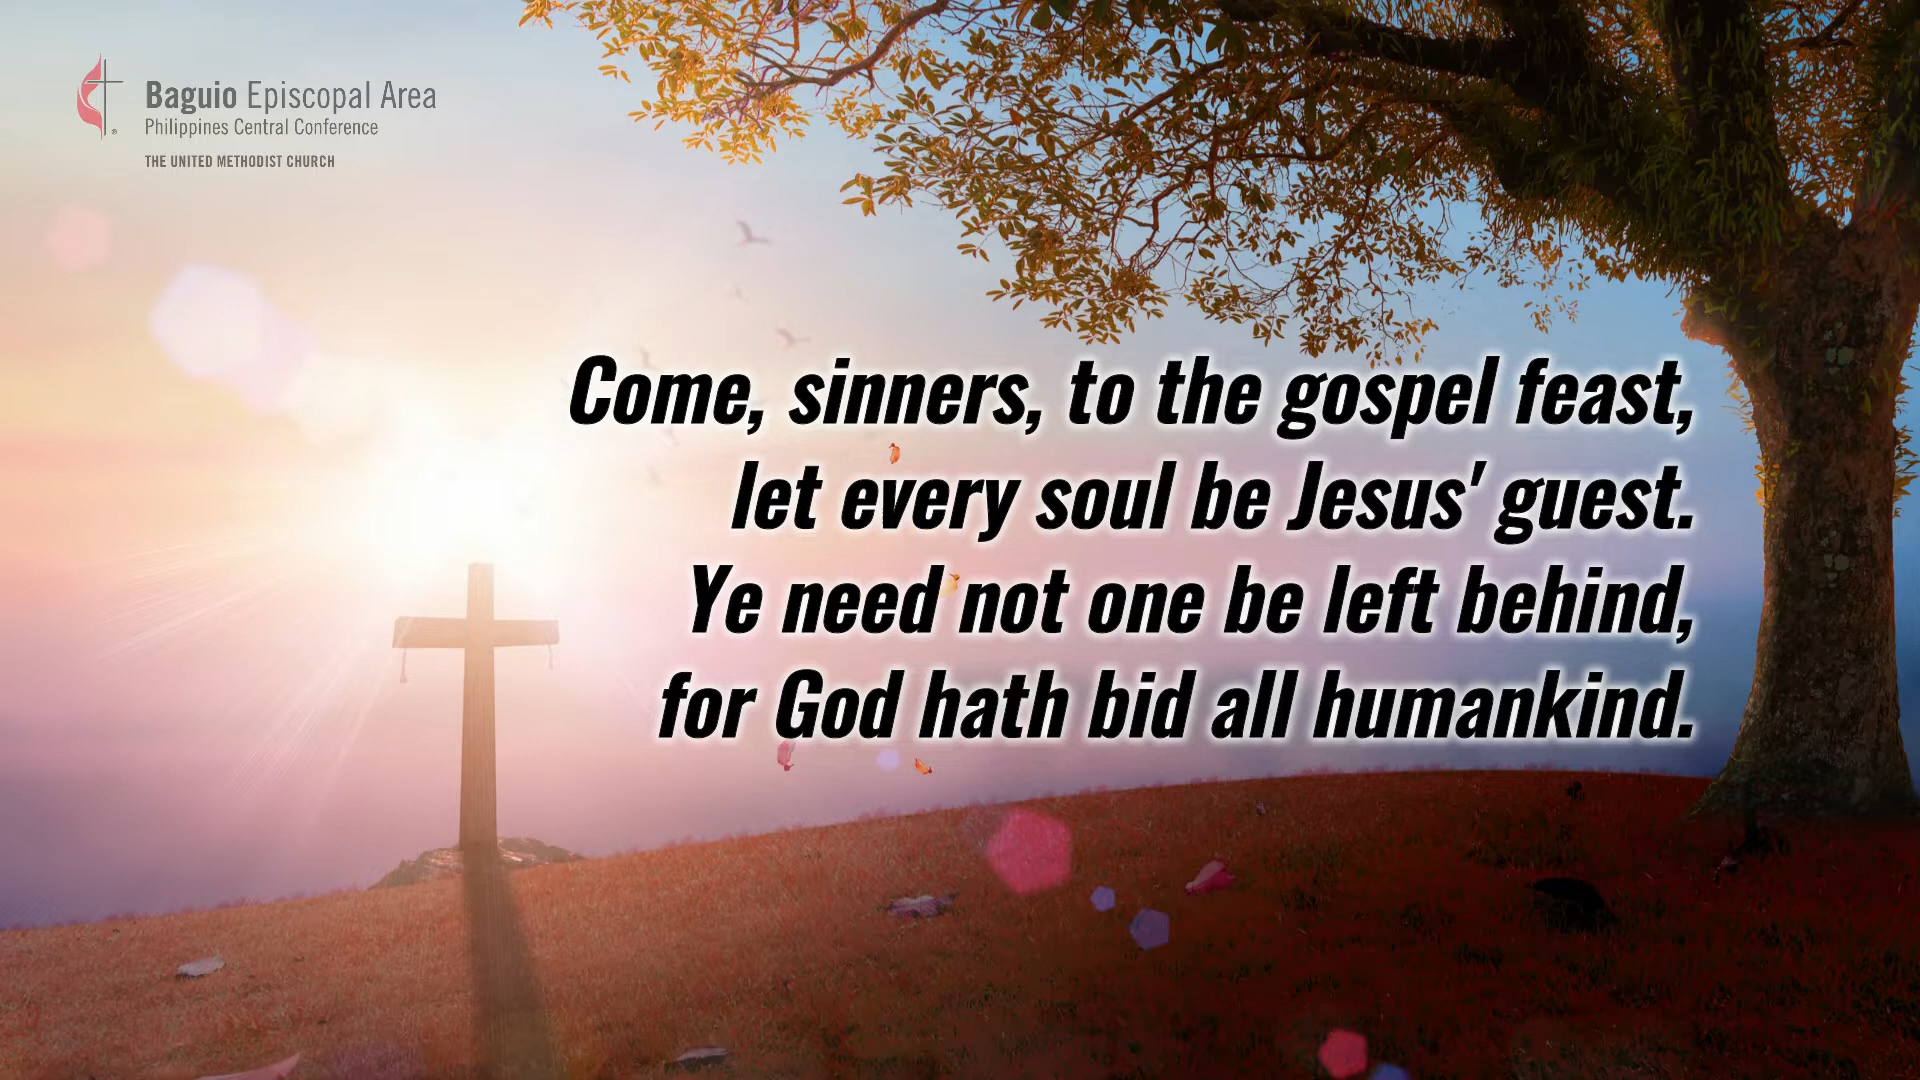 Baguio Episcopal Area
Philippines Central Conference
THE UNITED METHODIST CHURCH
Come, sinners, to the gospel feast,
let every soul be Jesus' guest.
Ye need not one be left behind,
for God hath bid all humankind.